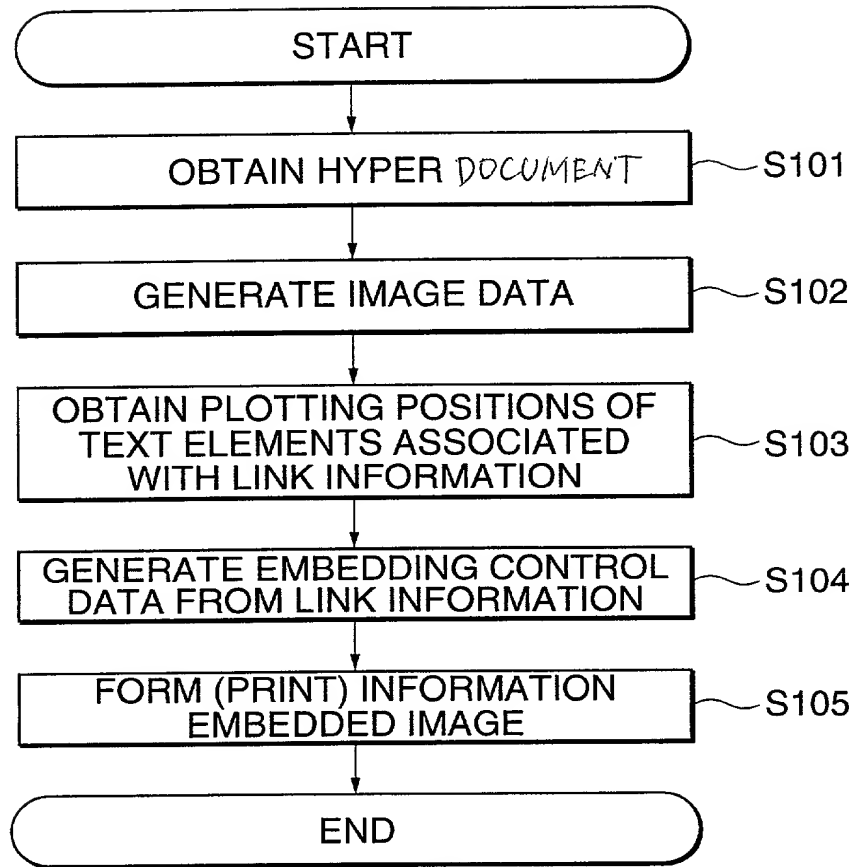 START
OBTAIN HYPER DOCUMENT
S101
GENERATE IMAGE DATA
S102
OBTAIN PLOTTING POSITIONS OF
TEXT ELEMENTS ASSOCIATED
WITH LINK INFORMATION
S103
GENERATE EMBEDDING CONTROL
DATA FROM LINK INFORMATION
S104
FORM (PRINT) INFORMATION
EMBEDDED IMAGE
S105
END